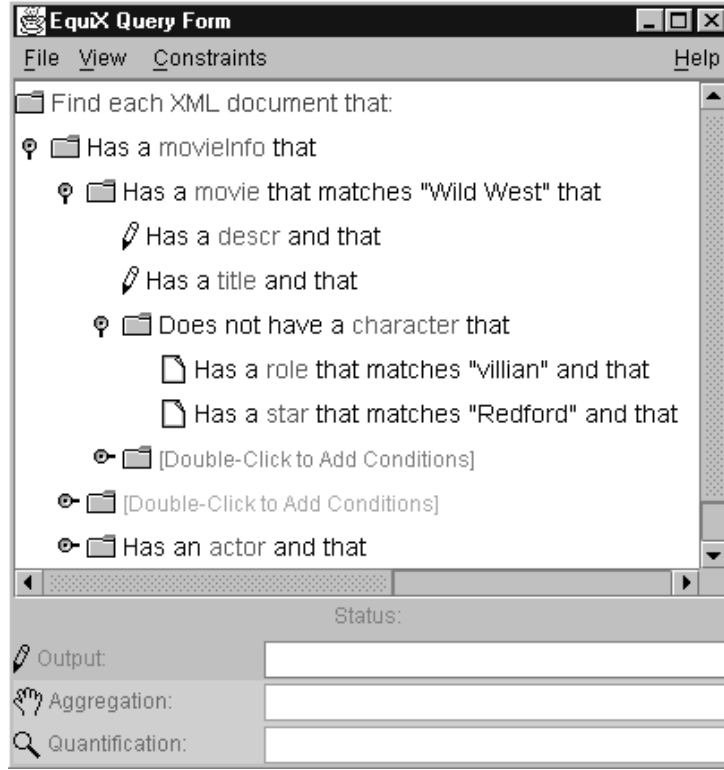 EquiX Query Form
File View Constraints Help
Find each XML document that:
Has a movieInfo that
Has a movie that matches "Wild West" that
Has a descr and that
Has a title and that
Does not have a character that
Has a role that matches "villian" and that
Has a star that matches "Redford" and that
[Double-Click to Add Conditions]
[Double-Click to Add Conditions]
Has an actor and that
Status:
Output:
Aggregation:
Quantification: